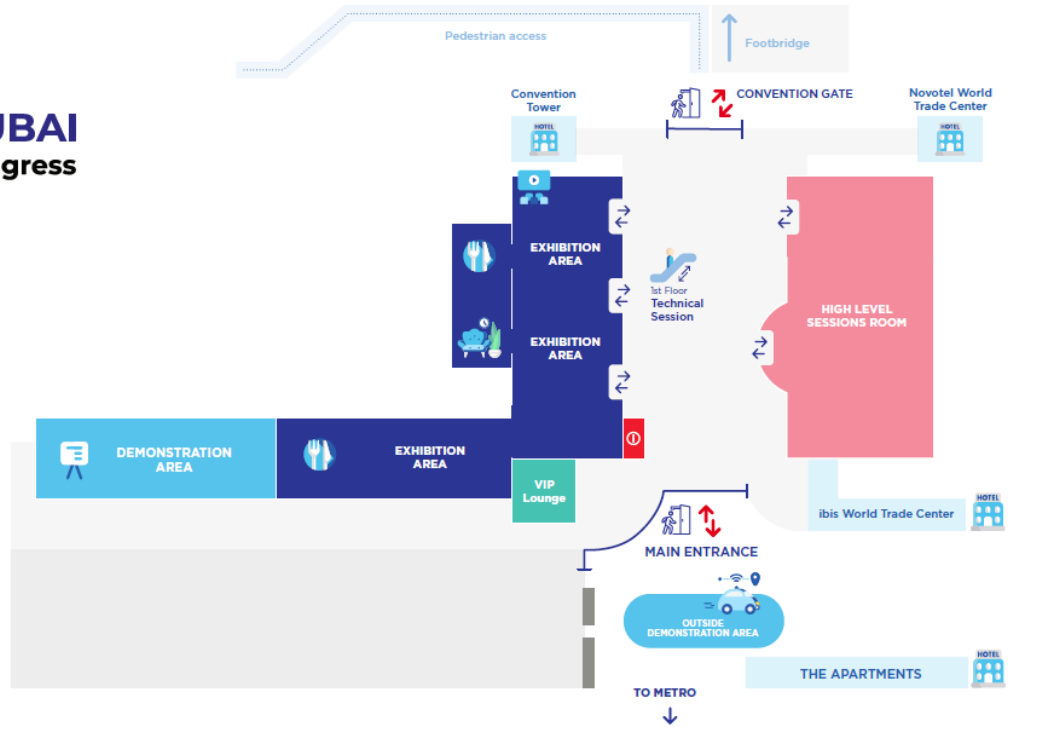 Pedestrian access
Footbridge
Convention
Tower
CONVENTION GATE
Novotel World
Trade Center
UBAI
gress
HOTEL
HOTEL
EXHIBITION
AREA
1st Floor
Technical
Session
HIGH LEVEL
SESSIONS ROOM
EXHIBITION
AREA
DEMONSTRATION
AREA
EXHIBITION
AREA
VIP
Lounge
HOTEL
ibis World Trade Center
MAIN ENTRANCE
OUTSIDE
DEMONSTRATION AREA
HOTEL
THE APARTMENTS
TO METRO